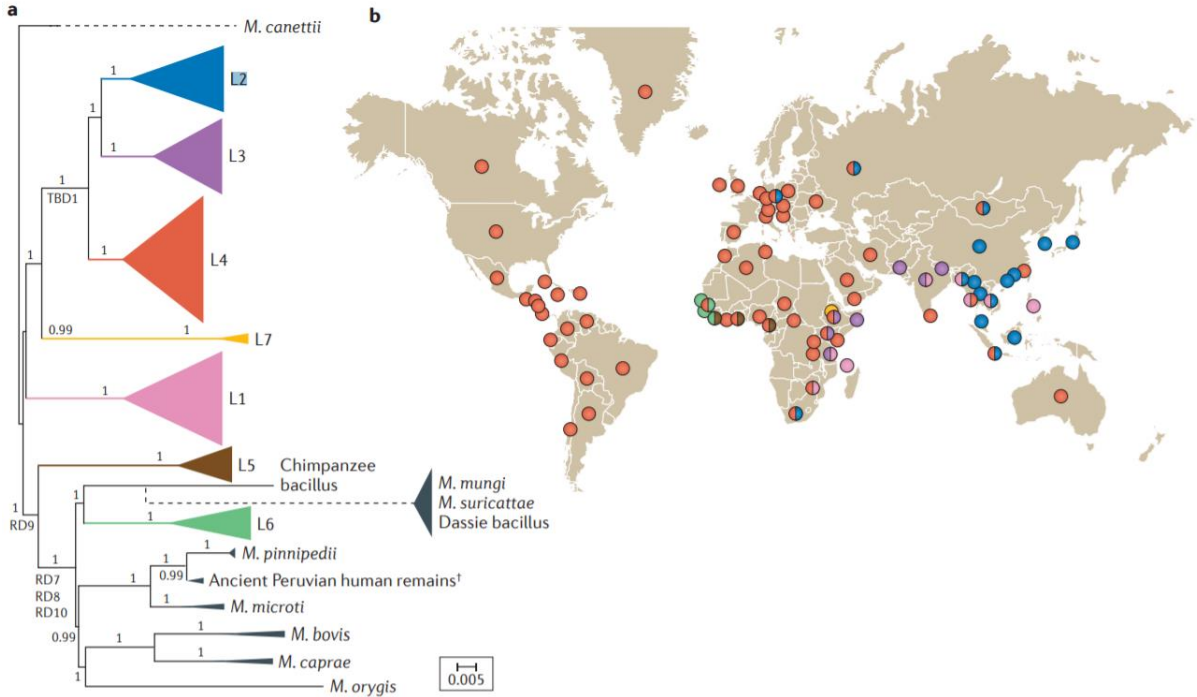 a
b
M. canettii
1
L2
1
1
L3
1
TBD1
1
L4
1
0.99
1
L7
1
L1
1
L5
Chimpanzee
bacillus
M. mungi
M. suricattae
Dassie bacillus
1
RD9
1
1
L6
1
RD7
RD8
RD10
1
M. pinnipedii
1
0.99
Ancient Peruvian human remains†
1
M. microti
0.99
1
1
M. bovis
1
M. caprae
1
M. orygis
0.005